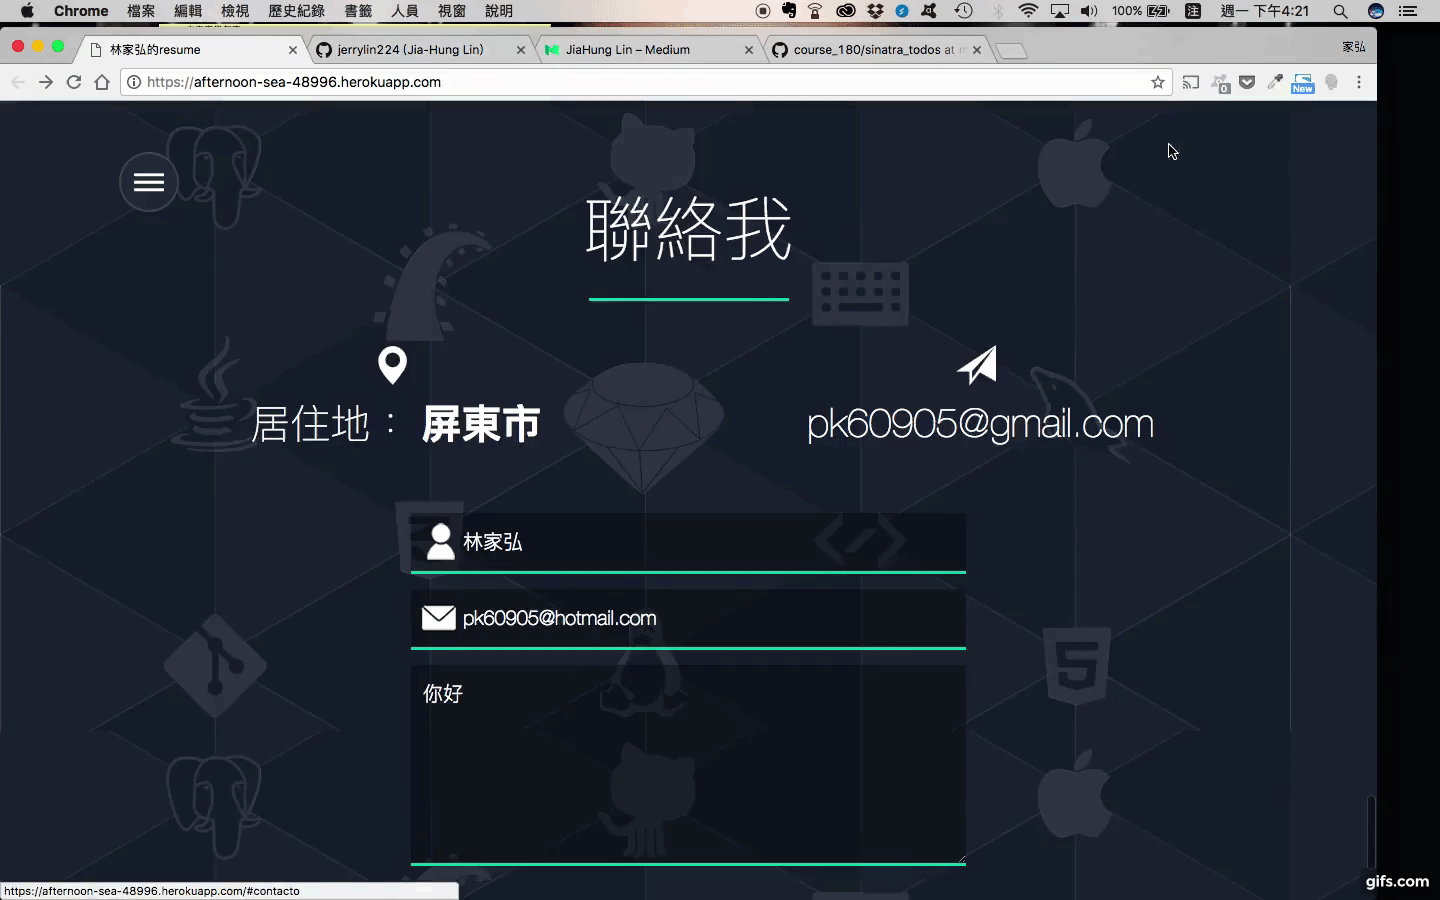 Chrome 檔案 編輯 檢視 歷史紀錄 書籤 人員 視窗 說明 100% 注 週一 下午4:21
林家弘的resume jerrylin224 (Jia-Hung Lin) JiaHung Lin – Medium course_180/sinatra_todos at 家弘
https://afternoon-sea-48996.herokuapp.com 0 New
聯絡我
居住地： 屏東市 pk60905@gmail.com
林家弘
pk60905@hotmail.com
你好
https://afternoon-sea-48996.herokuapp.com/#contacto
gifs.com